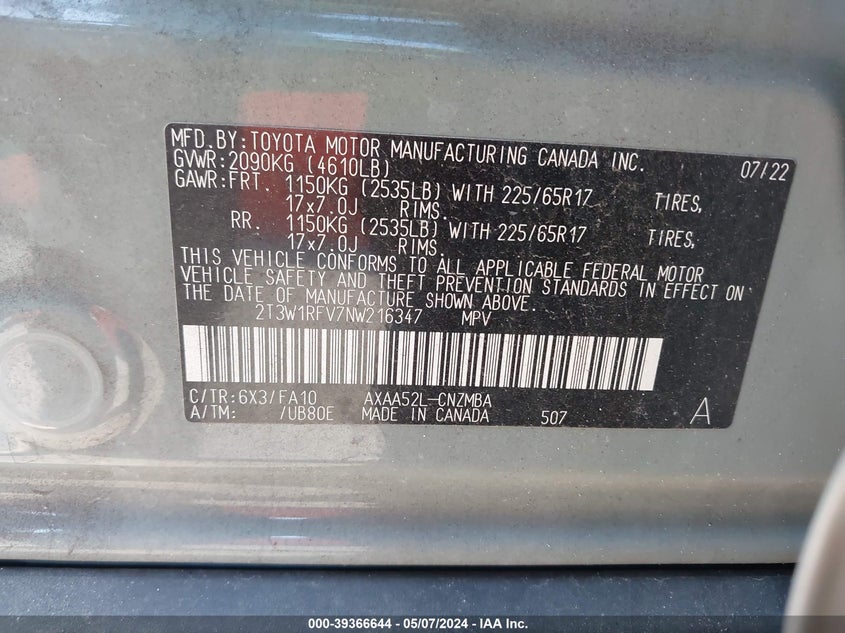 MFD.BY:TOYOTA MOTOR MANUFACTURING CANADA INC. 07/22
GVWR:2090KG (4610LB)
GAWR:FRT. 1150KG (2535LB) WITH 225/65R17 TIRES,
17x7.0J RIMS.
RR. 1150KG (2535LB) WITH 225/65R17 TIRES,
17x7.0J RIMS.
THIS VEHICLE CONFORMS TO ALL APPLICABLE FEDERAL MOTOR
VEHICLE SAFETY AND THEFT PREVENTION STANDARDS IN EFFECT ON
THE DATE OF MANUFACTURE SHOWN ABOVE.
2T3W1RFV7NW216347 MPV
C/TR:6X3/FA10 AXAA52L-CNZMBA
A/TM: /UB80E MADE IN CANADA 507 A
000-39366644 - 05/07/2024 - IAA Inc.